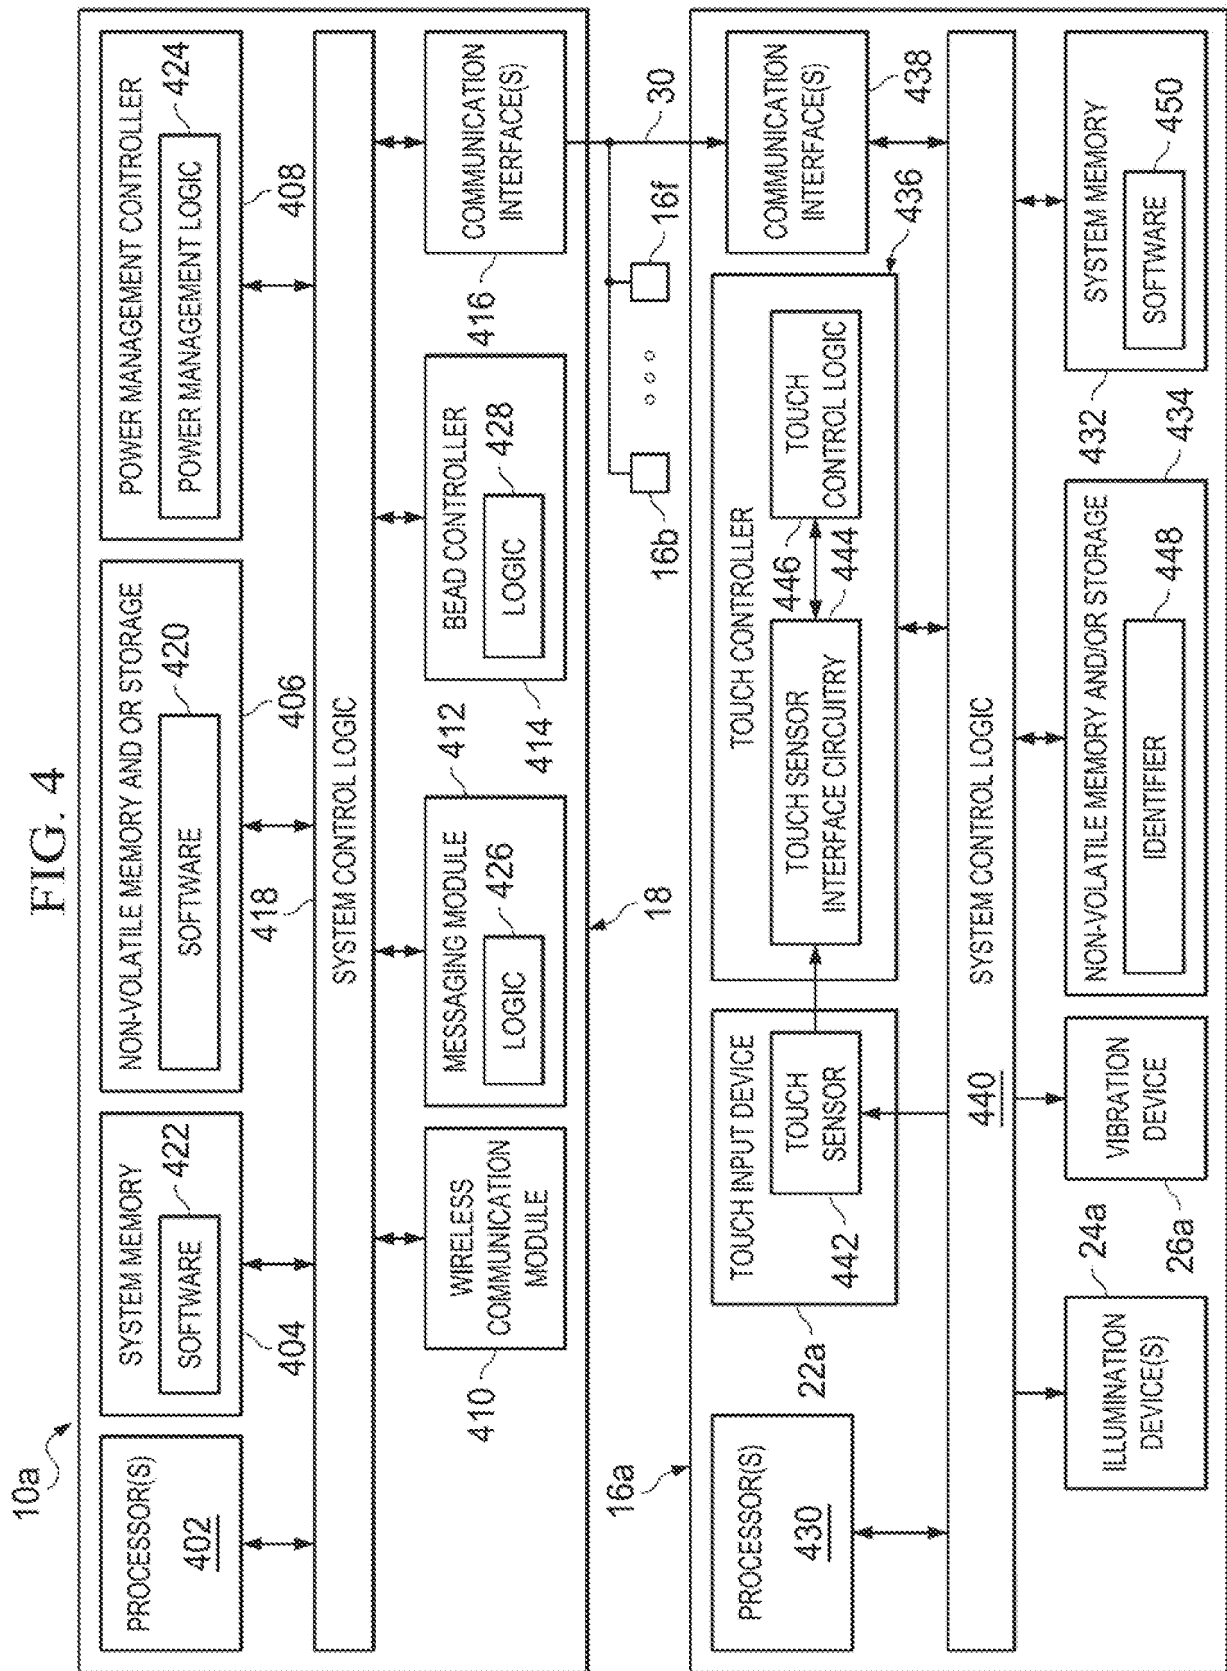 FIG. 4
10a
PROCESSOR(S)
402
SYSTEM MEMORY
SOFTWARE
422
404
NON-VOLATILE MEMORY AND OR STORAGE
SOFTWARE
420
406
POWER MANAGEMENT CONTROLLER
POWER MANAGEMENT LOGIC
424
408
418
SYSTEM CONTROL LOGIC
WIRELESS
COMMUNICATION
MODULE
410
MESSAGING MODULE
LOGIC
426
412
BEAD CONTROLLER
LOGIC
428
414
COMMUNICATION
INTERFACE(S)
416
18
16b
16f
30
16a
PROCESSOR(S)
430
TOUCH INPUT DEVICE
TOUCH
SENSOR
442
22a
TOUCH CONTROLLER
TOUCH SENSOR
INTERFACE CIRCUITRY
444
446
TOUCH
CONTROL LOGIC
436
COMMUNICATION
INTERFACE(S)
438
SYSTEM CONTROL LOGIC
440
ILLUMINATION
DEVICE(S)
24a
VIBRATION
DEVICE
26a
NON-VOLATILE MEMORY AND/OR STORAGE
IDENTIFIER
448
434
SYSTEM MEMORY
SOFTWARE
450
432